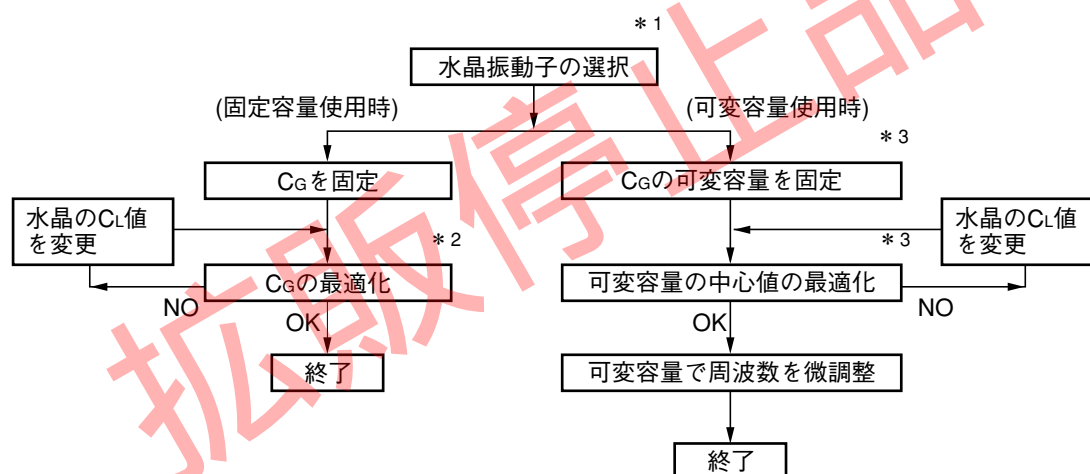 *1
水晶振動子の選択
(固定容量使用時)
(可変容量使用時)
*3
CGを固定
CGの可変容量を固定
水晶のCL値
を変更
水晶のCL値
を変更
*2
*3
CGの最適化
可変容量の中心値の最適化
NO
NO
OK
OK
終了
可変容量で周波数を微調整
終了
拡販停止品